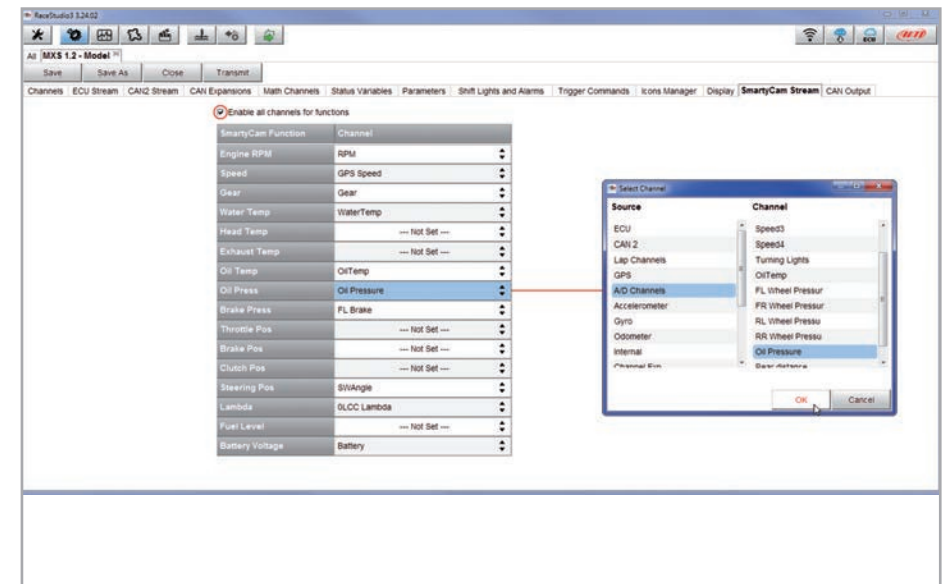 RaceStudio3 3.24.02
ECU
All MXS 1.2 - Model
Save Save As Close Transmit
Channels ECU Stream CAN2 Stream CAN Expansions Math Channels Status Variables Parameters Shift Lights and Alarms Trigger Commands Icons Manager Display SmartyCam Stream CAN Output
Enable all channels for functions
SmartyCam Function Channel
Engine RPM RPM
Speed GPS Speed
Gear Gear
Water Temp WaterTemp
Head Temp --- Not Set ---
Exhaust Temp --- Not Set ---
Oil Temp OilTemp
Oil Press Oil Pressure
Brake Press FL Brake
Throttle Pos --- Not Set ---
Brake Pos --- Not Set ---
Clutch Pos --- Not Set ---
Steering Pos SWAngle
Lambda 0LCC Lambda
Fuel Level --- Not Set ---
Battery Voltage Battery
Select Channel
Source Channel
ECU Speed3
CAN 2 Speed4
Lap Channels Turning Lights
GPS OilTemp
A/D Channels FL Wheel Pressur
Accelerometer FR Wheel Pressur
Gyro RL Wheel Pressu
Odometer RR Wheel Pressu
Internal Oil Pressure
Channel Exp Rear distance
OK Cancel